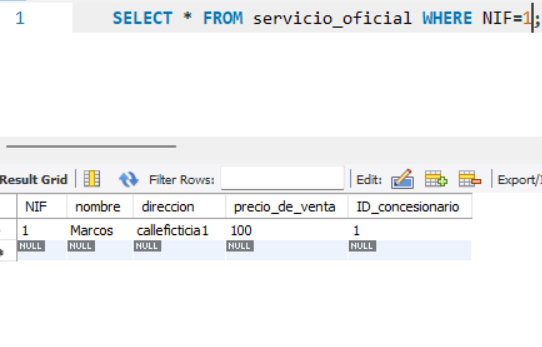 1 SELECT * FROM servicio_oficial WHERE NIF=1;
Result Grid Filter Rows: Edit: Export/I
NIF nombre direccion precio_de_venta ID_concesionario
1 Marcos calleficticia1 100 1
NULL NULL NULL NULL NULL